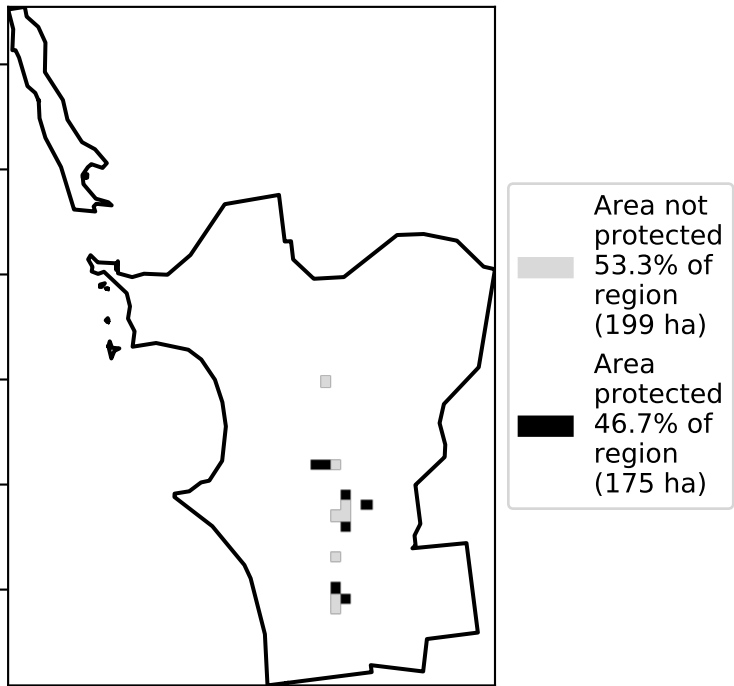 Area not
protected
53.3% of
region
(199 ha)
Area
protected
46.7% of
region
(175 ha)